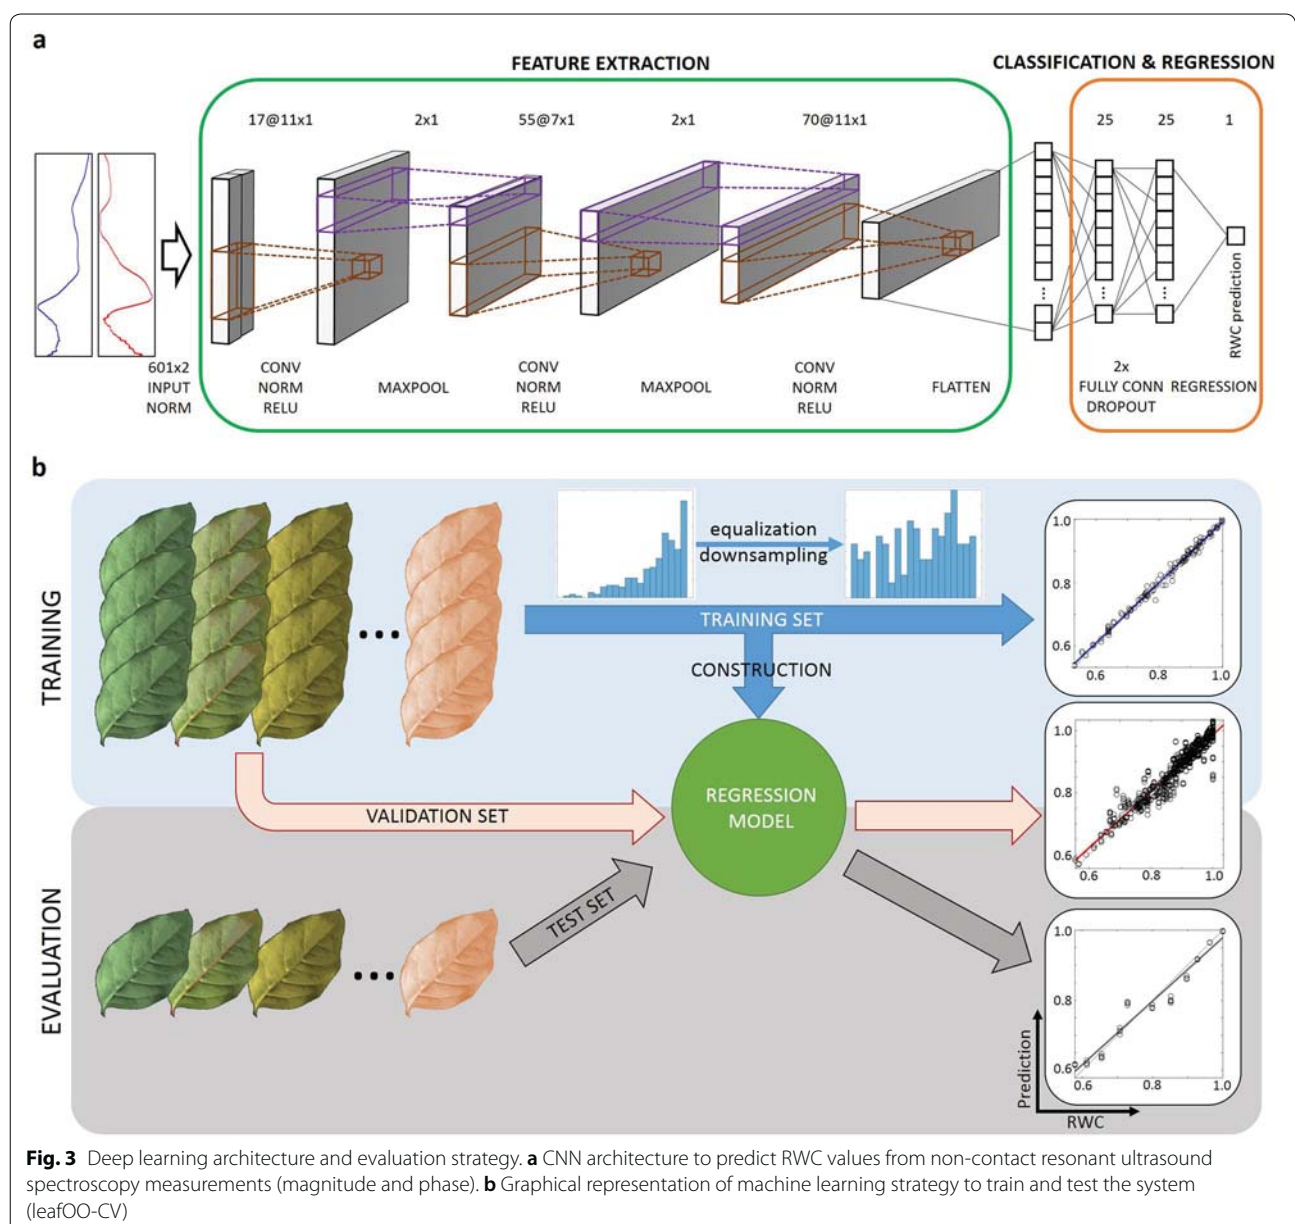 a
FEATURE EXTRACTION
CLASSIFICATION & REGRESSION
17@11x1 2x1 55@7x1 2x1 70@11x1 25 25 1
601x2
INPUT
NORM
CONV
NORM
RELU
MAXPOOL
CONV
NORM
RELU
MAXPOOL
CONV
NORM
RELU
FLATTEN
2x
FULLY CONN
DROPOUT
REGRESSION
RWC prediction
b
TRAINING
equalization
downsampling
TRAINING SET
CONSTRUCTION
1.0
0.8
0.6
0.6 0.8 1.0
VALIDATION SET
REGRESSION
MODEL
1.0
0.8
0.6
0.6 0.8 1.0
EVALUATION
TEST SET
1.0
0.8
0.6
0.6 0.8 1.0
Prediction
RWC
Fig. 3 Deep learning architecture and evaluation strategy. a CNN architecture to predict RWC values from non-contact resonant ultrasound
spectroscopy measurements (magnitude and phase). b Graphical representation of machine learning strategy to train and test the system
(leafOO-CV)